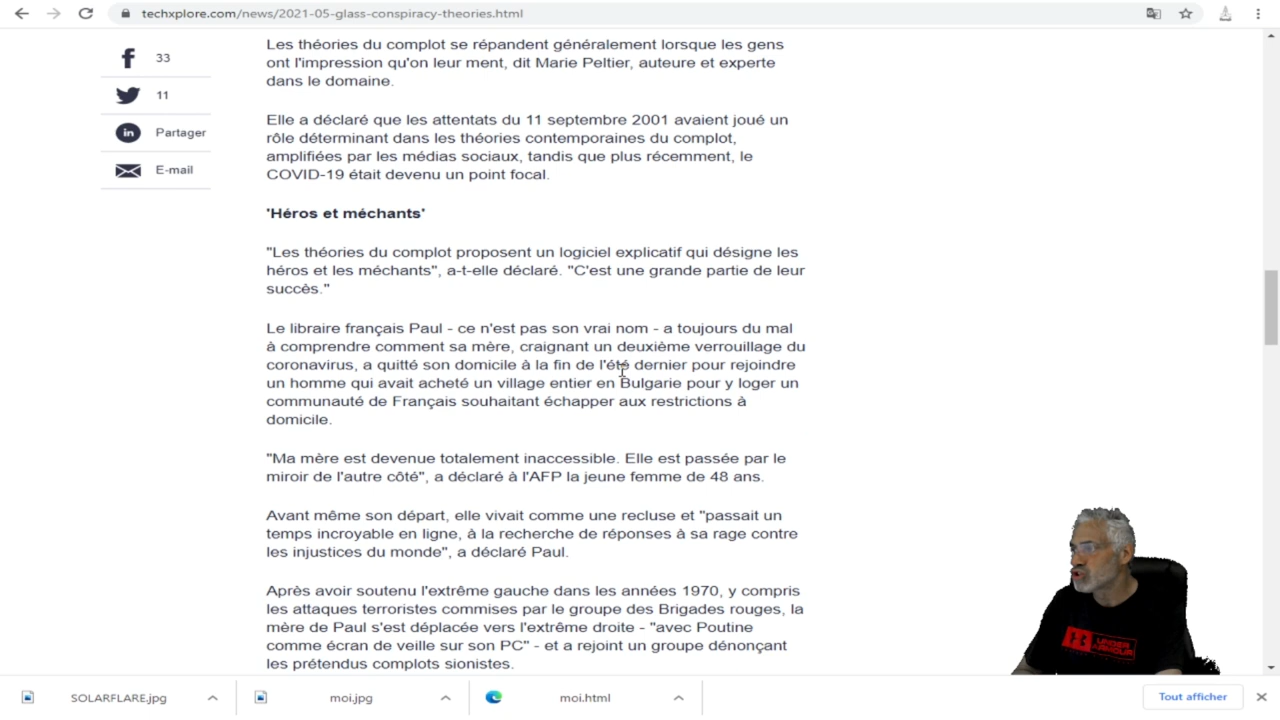 techxplore.com/news/2021-05-glass-conspiracy-theories.html
33
11
Partager
E-mail
Les théories du complot se répandent généralement lorsque les gens
ont l'impression qu'on leur ment, dit Marie Peltier, auteure et experte
dans le domaine.
Elle a déclaré que les attentats du 11 septembre 2001 avaient joué un
rôle déterminant dans les théories contemporaines du complot,
amplifiées par les médias sociaux, tandis que plus récemment, le
COVID-19 était devenu un point focal.
'Héros et méchants'
"Les théories du complot proposent un logiciel explicatif qui désigne les
héros et les méchants", a-t-elle déclaré. "C'est une grande partie de leur
succès."
Le libraire français Paul - ce n'est pas son vrai nom - a toujours du mal
à comprendre comment sa mère, craignant un deuxième verrouillage du
coronavirus, a quitté son domicile à la fin de l'été dernier pour rejoindre
un homme qui avait acheté un village entier en Bulgarie pour y loger un
communauté de Français souhaitant échapper aux restrictions à
domicile.
"Ma mère est devenue totalement inaccessible. Elle est passée par le
miroir de l'autre côté", a déclaré à l'AFP la jeune femme de 48 ans.
Avant même son départ, elle vivait comme une recluse et "passait un
temps incroyable en ligne, à la recherche de réponses à sa rage contre
les injustices du monde", a déclaré Paul.
Après avoir soutenu l'extrême gauche dans les années 1970, y compris
les attaques terroristes commises par le groupe des Brigades rouges, la
mère de Paul s'est déplacée vers l'extrême droite - "avec Poutine
comme écran de veille sur son PC" - et a rejoint un groupe dénonçant
les prétendus complots sionistes.
UNDER
ARMOUR
SOLARFLARE.jpg
moi.jpg
moi.html
Tout afficher